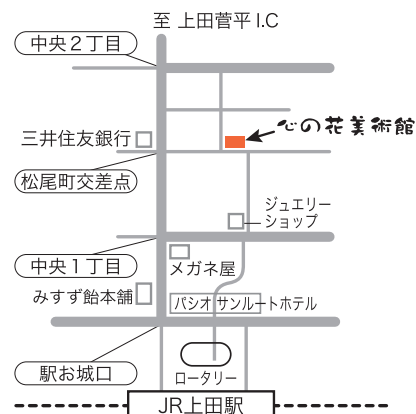 至 上田菅平 I.C
中央２丁目
心の花美術館
三井住友銀行
松尾町交差点
ジュエリー
ショップ
中央１丁目
メガネ屋
みすず飴本舗
パシオ サンルートホテル
駅お城口
ロータリー
JR上田駅